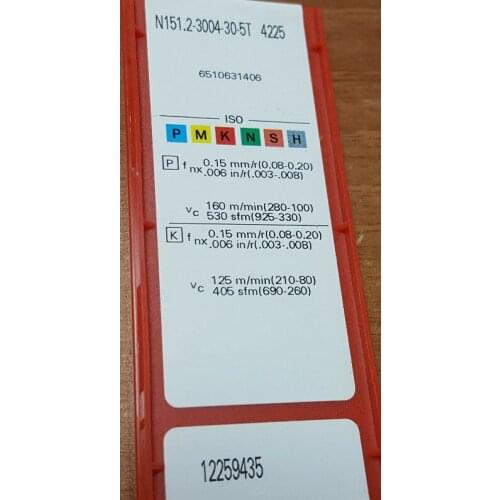 N151.2-3004-30-5T 4225
6510631406
ISO
P M K N S H
P fnx 0.15 mm/r(0.08-0.20)
.006 in/r(.003-.008)
vc 160 m/min(280-100)
530 sfm(925-330)
K fnx 0.15 mm/r(0.08-0.20)
.006 in/r(.003-.008)
vc 125 m/min(210-80)
405 sfm(690-260)
12259435